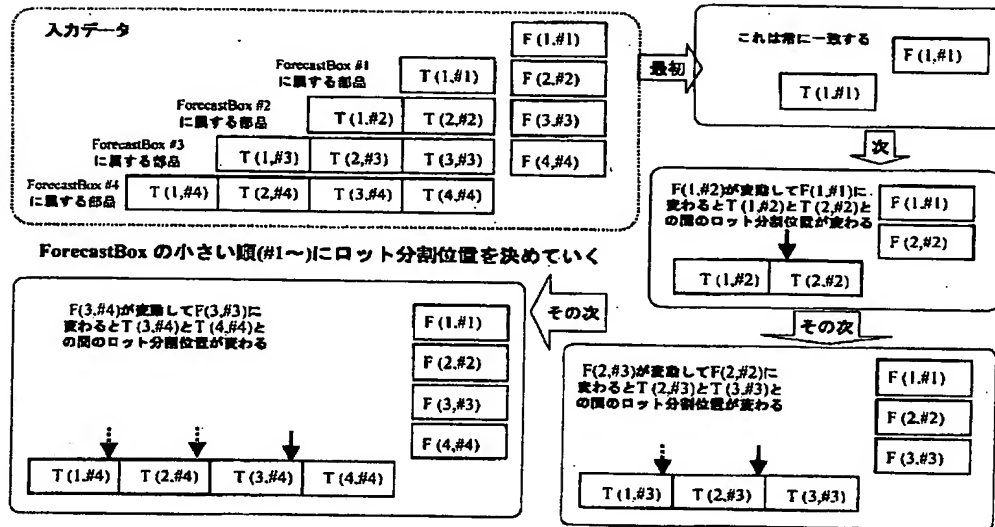 入力データ
F (1,#1)
ForecastBox #1
に属する部品
T (1,#1)
F (2,#2)
ForecastBox #2
に属する部品
T (1,#2)
T (2,#2)
F (3,#3)
ForecastBox #3
に属する部品
T (1,#3)
T (2,#3)
T (3,#3)
F (4,#4)
ForecastBox #4
に属する部品
T (1,#4)
T (2,#4)
T (3,#4)
T (4,#4)
最初
これは常に一致する
F (1,#1)
T (1,#1)
次
F(1,#2)が変動してF(1,#1)に
変わるとT (1,#2)とT (2,#2)と
の間のロット分割位置が変わる
F (1,#1)
F (2,#2)
T (1,#2)
T (2,#2)
ForecastBox の小さい順(#1～)にロット分割位置を決めていく
その次
その次
F(2,#3)が変動してF(2,#2)に
変わるとT (2,#3)とT (3,#3)と
の間のロット分割位置が変わる
F (1,#1)
F (2,#2)
F (3,#3)
T (1,#3)
T (2,#3)
T (3,#3)
F(3,#4)が変動してF(3,#3)に
変わるとT (3,#4)とT (4,#4)と
の間のロット分割位置が変わる
F (1,#1)
F (2,#2)
F (3,#3)
F (4,#4)
T (1,#4)
T (2,#4)
T (3,#4)
T (4,#4)